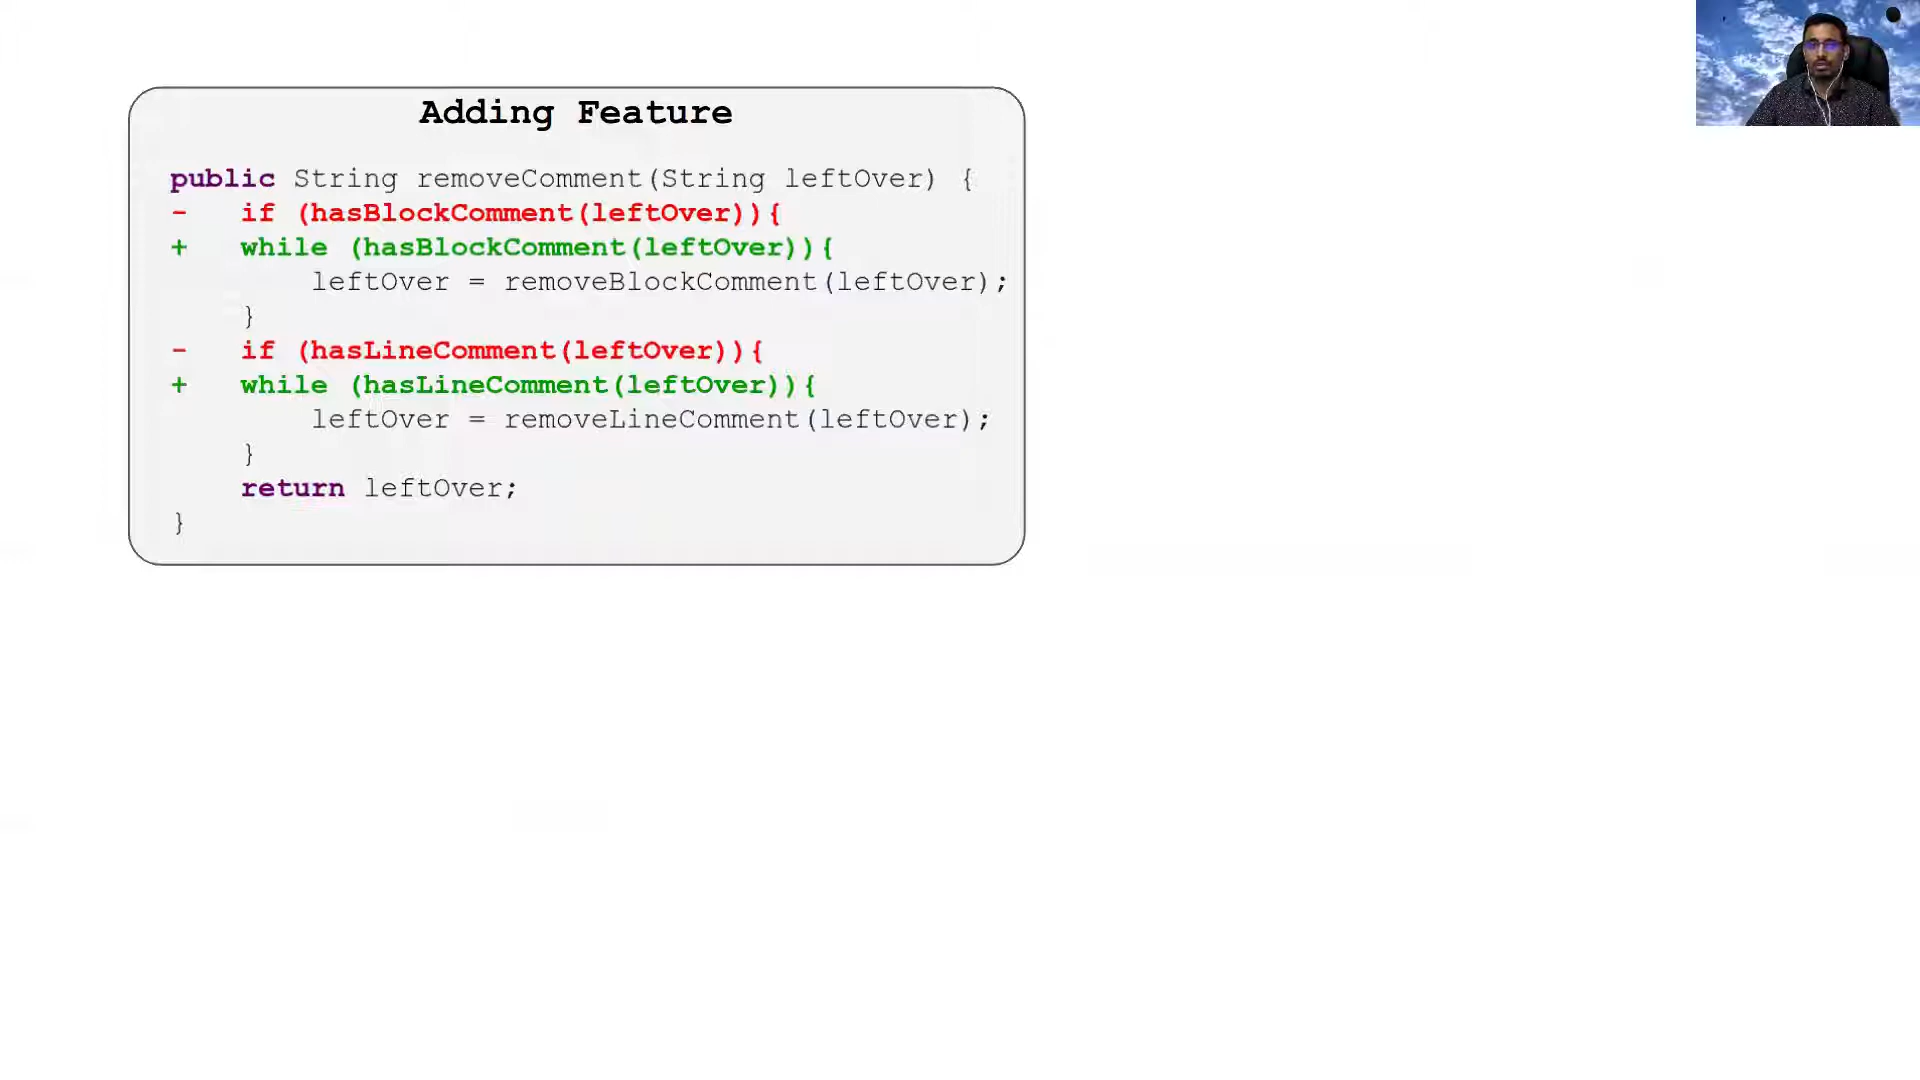 Adding Feature
public String removeComment(String leftOver) {
- if (hasBlockComment(leftOver)){
+ while (hasBlockComment(leftOver)){
leftOver = removeBlockComment(leftOver);
}
- if (hasLineComment(leftOver)){
+ while (hasLineComment(leftOver)){
leftOver = removeLineComment(leftOver);
}
return leftOver;
}